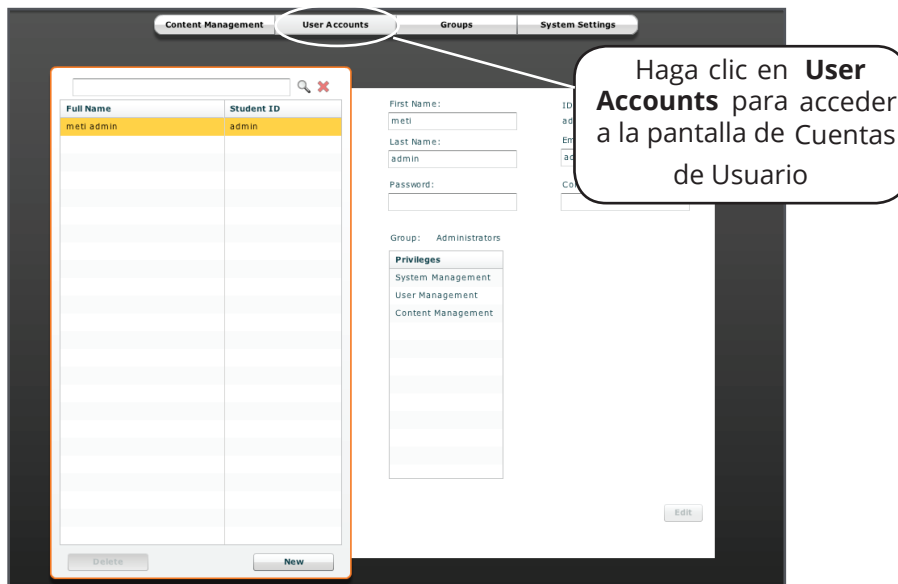 Content Management User Accounts Groups System Settings
Haga clic en User
Accounts para acceder
a la pantalla de Cuentas
de Usuario
Full Name Student ID
meti admin admin
First Name:
meti
Last Name:
admin
Password:
Group: Administrators
Privileges
System Management
User Management
Content Management
Edit
Delete New